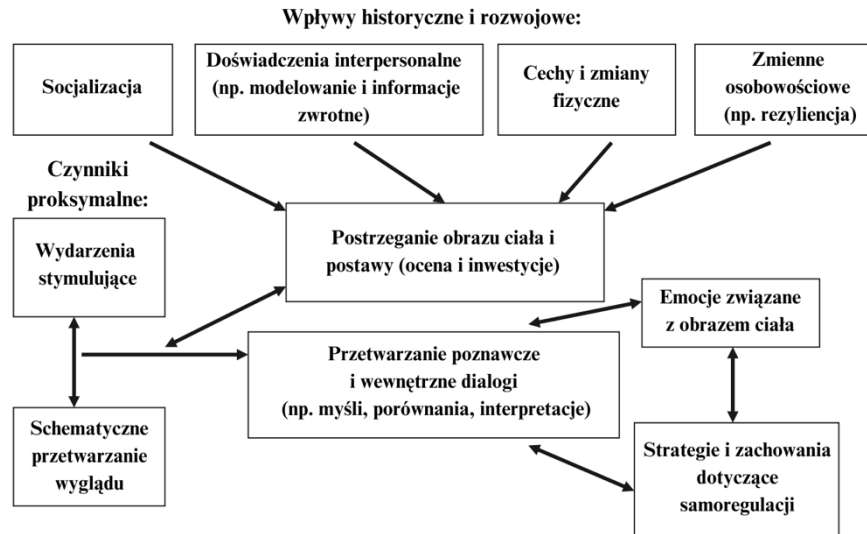 Wpływy historyczne i rozwojowe:
Socjalizacja
Doświadczenia interpersonalne
(np. modelowanie i informacje
zwrotne)
Cechy i zmiany
fizyczne
Zmienne
osobowościowe
(np. rezyliencja)
Czynniki
proksymalne:
Wydarzenia
stymulujące
Postrzeganie obrazu ciała i
postawy (ocena i inwestycje)
Emocje związane
z obrazem ciała
Przetwarzanie poznawcze
i wewnętrzne dialogi
(np. myśli, porównania, interpretacje)
Schematyczne
przetwarzanie
wyglądu
Strategie i zachowania
dotyczące
samoregulacji